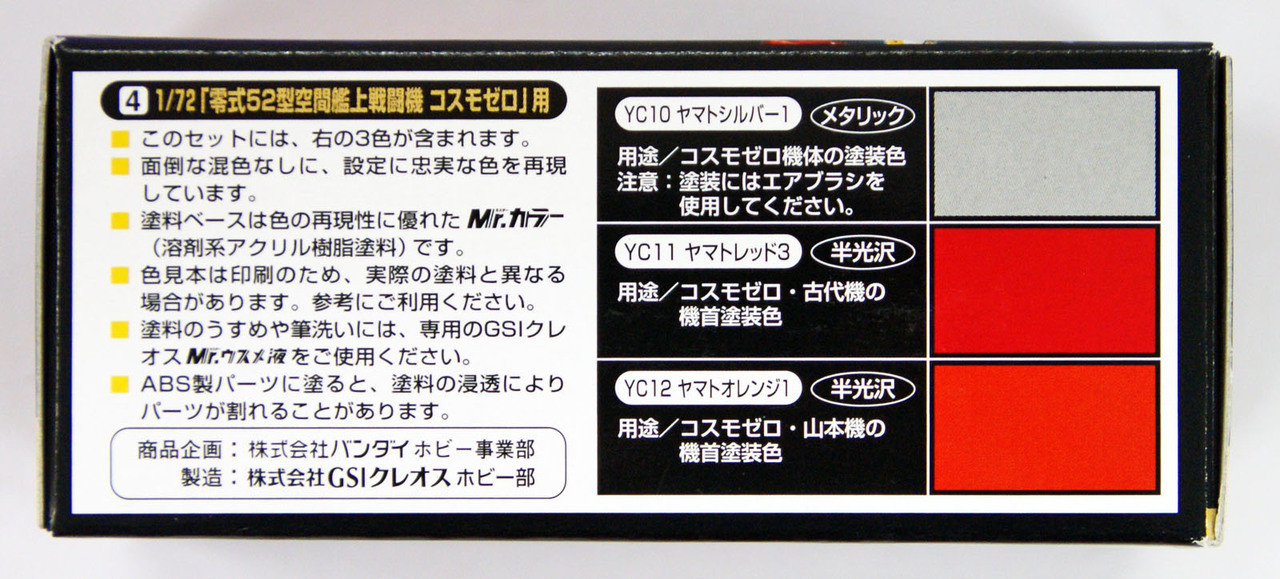 4 1/72「零式52型空間艦上戦闘機 コスモゼロ」用
このセットには、右の3色が含まれます。
面倒な混色なしに、設定に忠実な色を再現
しています。
塗料ベースは色の再現性に優れた Mr.カラー
（溶剤系アクリル樹脂塗料）です。
色見本は印刷のため、実際の塗料と異なる
場合があります。参考にご利用ください。
塗料のうすめや筆洗いには、専用のGSIクレ
オスMr.ウスメ液をご使用ください。
ABS製パーツに塗ると、塗料の浸透により
パーツが割れることがあります。
商品企画：株式会社バンダイ ホビー事業部
製造：株式会社GSIクレオス ホビー部
YC10 ヤマトシルバー1 メタリック
用途／コスモゼロ機体の塗装色
注意：塗装にはエアブラシを
使用してください。
YC11 ヤマトレッド3 半光沢
用途／コスモゼロ・古代機の
機首塗装色
YC12 ヤマトオレンジ1 半光沢
用途／コスモゼロ・山本機の
機首塗装色